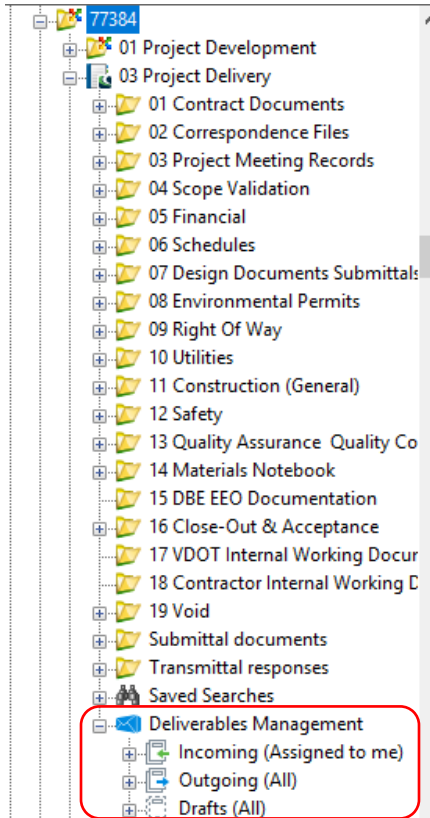 77384
01 Project Development
03 Project Delivery
01 Contract Documents
02 Correspondence Files
03 Project Meeting Records
04 Scope Validation
05 Financial
06 Schedules
07 Design Documents Submittals
08 Environmental Permits
09 Right Of Way
10 Utilities
11 Construction (General)
12 Safety
13 Quality Assurance Quality Co
14 Materials Notebook
15 DBE EEO Documentation
16 Close-Out & Acceptance
17 VDOT Internal Working Docur
18 Contractor Internal Working D
19 Void
Submittal documents
Transmittal responses
Saved Searches
Deliverables Management
Incoming (Assigned to me)
Outgoing (All)
Drafts (All)